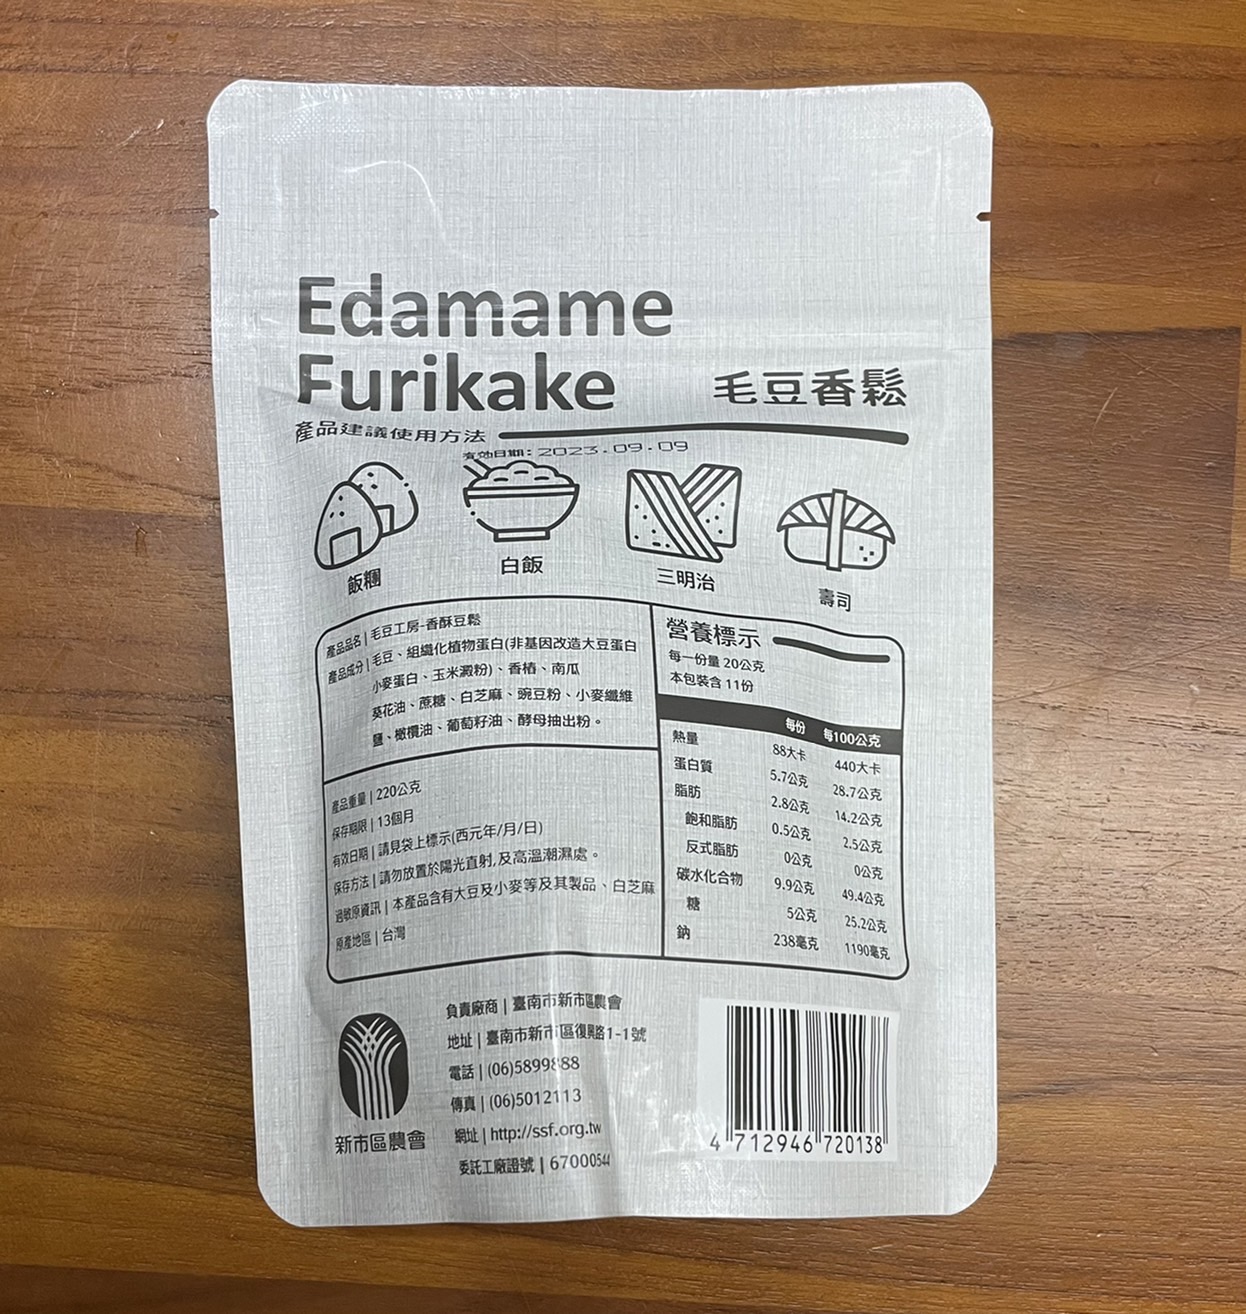 Edamame
Furikake
毛豆香鬆
產品建議使用方法
有效日期: 2023.09.09
飯糰
白飯
三明治
壽司
產品品名|毛豆工房-香酥豆鬆
產品成分|毛豆、組織化植物蛋白(非基因改造大豆蛋白
小麥蛋白、玉米澱粉)、香椿、南瓜
葵花油、蔗糖、白芝麻、豌豆粉、小麥纖維
鹽、橄欖油、葡萄籽油、酵母抽出粉。
產品重量|220公克
保存期限|13個月
有效日期|請見袋上標示(西元年/月/日)
保存方法|請勿放置於陽光直射,及高溫潮濕處。
過敏原資訊|本產品含有大豆及小麥等及其製品、白芝麻
原產地區|台灣
營養標示
每一份量 20公克
本包裝含 11份
每份 每100公克
熱量 88大卡 440大卡
蛋白質 5.7公克 28.7公克
脂肪 2.8公克 14.2公克
飽和脂肪 0.5公克 2.5公克
反式脂肪 0公克 0公克
碳水化合物 9.9公克 49.4公克
糖 5公克 25.2公克
鈉 238毫克 1190毫克
新市區農會
負責廠商|臺南市新市區農會
地址|臺南市新市區復興路1-1號
電話|(06)5899888
傳真|(06)5012113
網址|http://ssf.org.tw
委託工廠證號|67000544
4 712946 720138